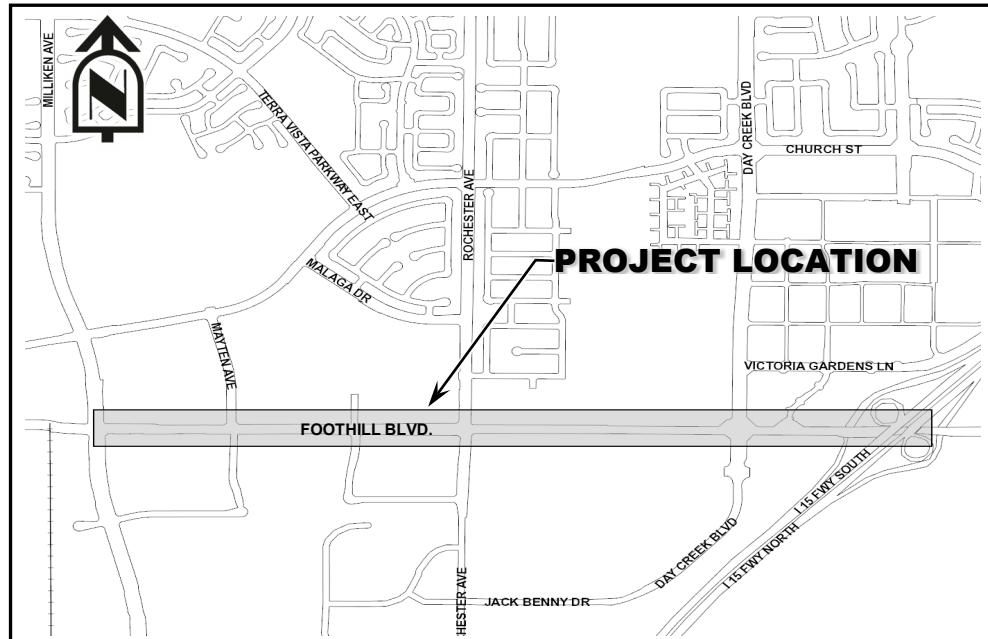 N
MILLIKEN AVE
TERRA VISTA PARKWAY EAST
DAY CREEK BLVD
CHURCH ST
ROCHESTER AVE
PROJECT LOCATION
MALAGA DR
MAYTEN AVE
VICTORIA GARDENS LN
FOOTHILL BLVD.
I 15 FWY SOUTH
I 15 FWY NORTH
DAY CREEK BLVD
JACK BENNY DR
HESTER AVE